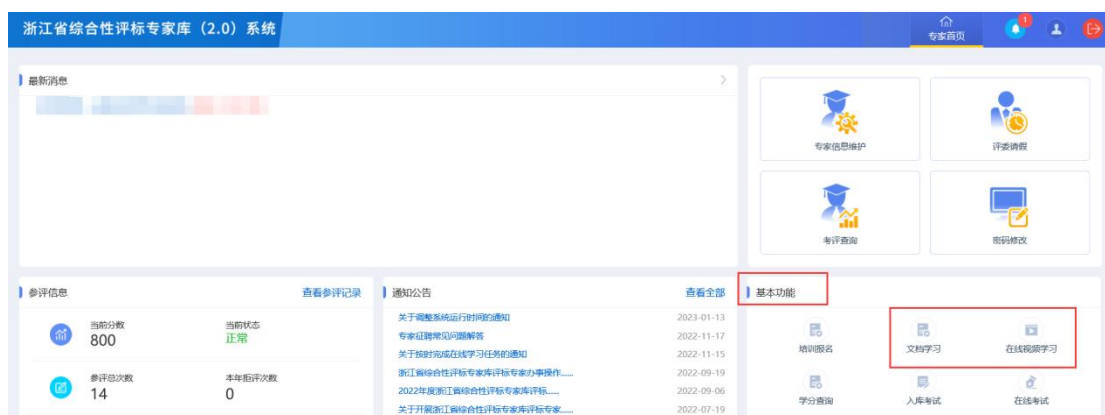 浙江省综合性评标专家库（2.0）系统
专家首页
1
最新消息
专家信息维护
评委请假
考评查询
密码修改
参评信息
查看参评记录
当前分数
800
当前状态
正常
参评总次数
14
本年拒评次数
0
通知公告
查看全部
关于调整系统运行时间的通知 2023-01-13
专家征聘常见问题解答 2022-11-17
关于按时完成在线学习任务的通知 2022-11-15
浙江省综合性评标专家库评标专家办事操作...... 2022-09-19
2022年度浙江省综合性评标专家库评标...... 2022-09-06
关于开展浙江省综合性评标专家库评标专家...... 2022-07-19
基本功能
培训报名
文档学习
在线视频学习
学分查询
入库考试
在线考试